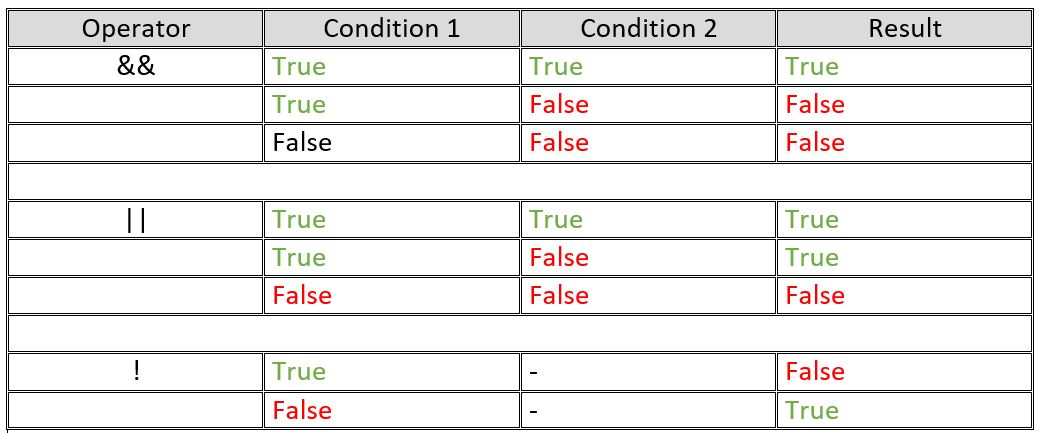 Operator Condition 1 Condition 2 Result
&& True True True
True False False
False False False
|| True True True
True False True
False False False
! True - False
False - True